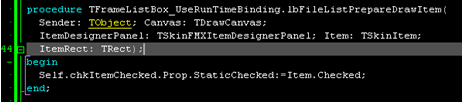 procedure TFrameListBox_UseRunTimeBinding.lbFileListPrepareDrawItem(
Sender: TObject; Canvas: TDrawCanvas;
ItemDesignerPanel: TSkinFMXItemDesignerPanel; Item: TSkinItem;
44 ItemRect: TRect);
begin
Self.chkItemChecked.Prop.StaticChecked:=Item.Checked;
end;